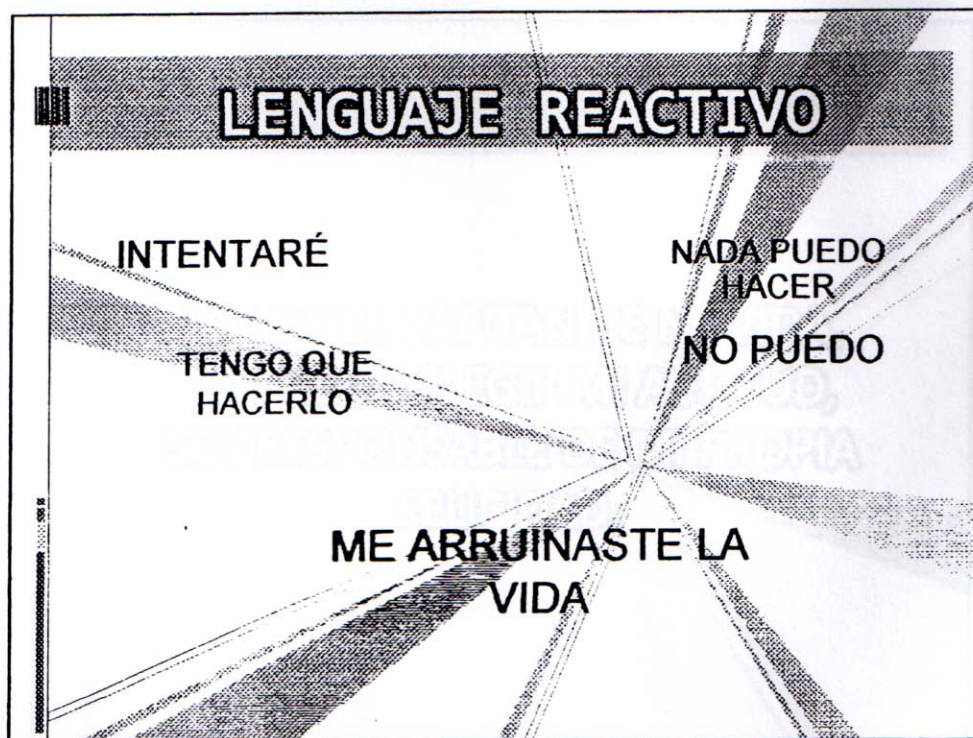 LENGUAJE REACTIVO
INTENTARÉ
NADA PUEDO
HACER
TENGO QUE
HACERLO
NO PUEDO
ME ARRUINASTE LA
VIDA